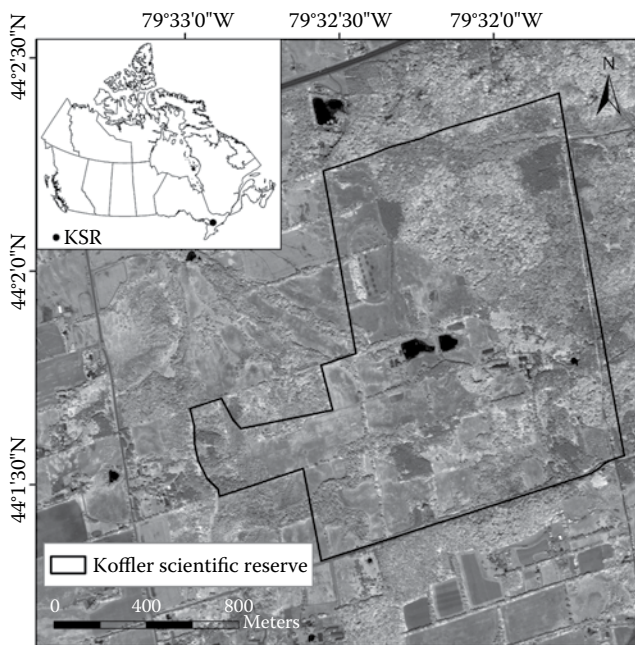 79°33'0"W 79°32'30"W 79°32'0"W
44°2'30"N
N
KSR
44°2'0"N
44°1'30"N
Koffler scientific reserve
0 400 800
Meters